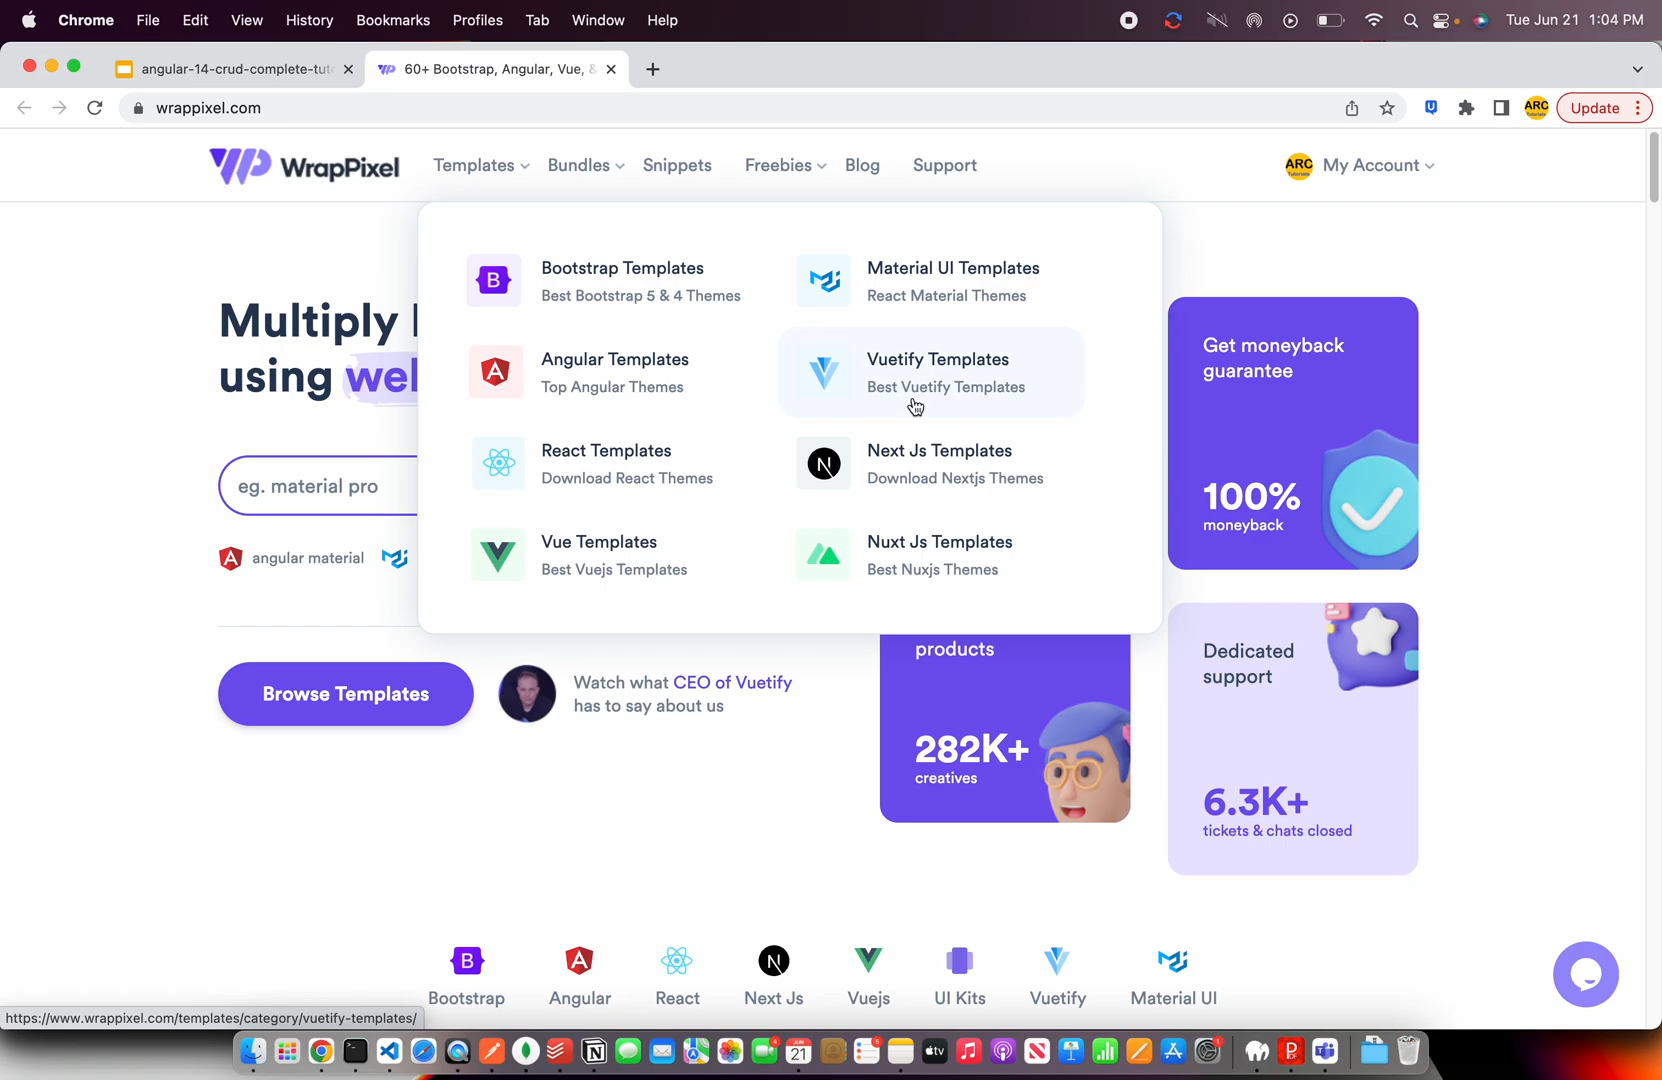 Chrome File Edit View History Bookmarks Profiles Tab Window Help Tue Jun 21 1:04 PM
angular-14-crud-complete-tut 60+ Bootstrap, Angular, Vue, &
wrappixel.com ARC Update
WrapPixel Templates Bundles Snippets Freebies Blog Support ARC Tutorials My Account
Bootstrap Templates
Best Bootstrap 5 & 4 Themes
Material UI Templates
React Material Themes
Angular Templates
Top Angular Themes
Vuetify Templates
Best Vuetify Templates
React Templates
Download React Themes
Next Js Templates
Download Nextjs Themes
Vue Templates
Best Vuejs Templates
Nuxt Js Templates
Best Nuxjs Themes
Multiply
using wel
eg. material pro
angular material
Browse Templates
Watch what CEO of Vuetify
has to say about us
Get moneyback
guarantee
100%
moneyback
products
282K+
creatives
Dedicated
support
6.3K+
tickets & chats closed
Bootstrap Angular React Next Js Vuejs UI Kits Vuetify Material UI
https://www.wrappixel.com/templates/category/vuetify-templates/